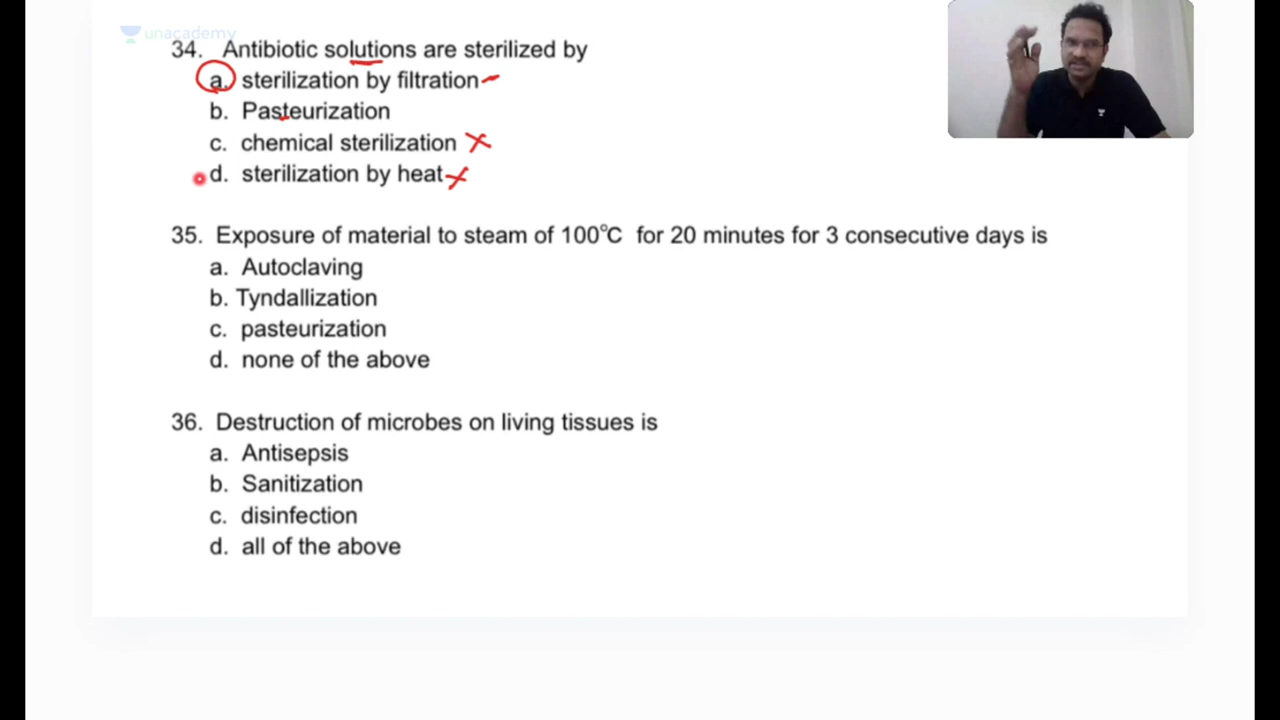 unacademy
34. Antibiotic solutions are sterilized by
a. sterilization by filtration
b. Pasteurization
c. chemical sterilization
d. sterilization by heat
35. Exposure of material to steam of 100°C for 20 minutes for 3 consecutive days is
a. Autoclaving
b. Tyndallization
c. pasteurization
d. none of the above
36. Destruction of microbes on living tissues is
a. Antisepsis
b. Sanitization
c. disinfection
d. all of the above